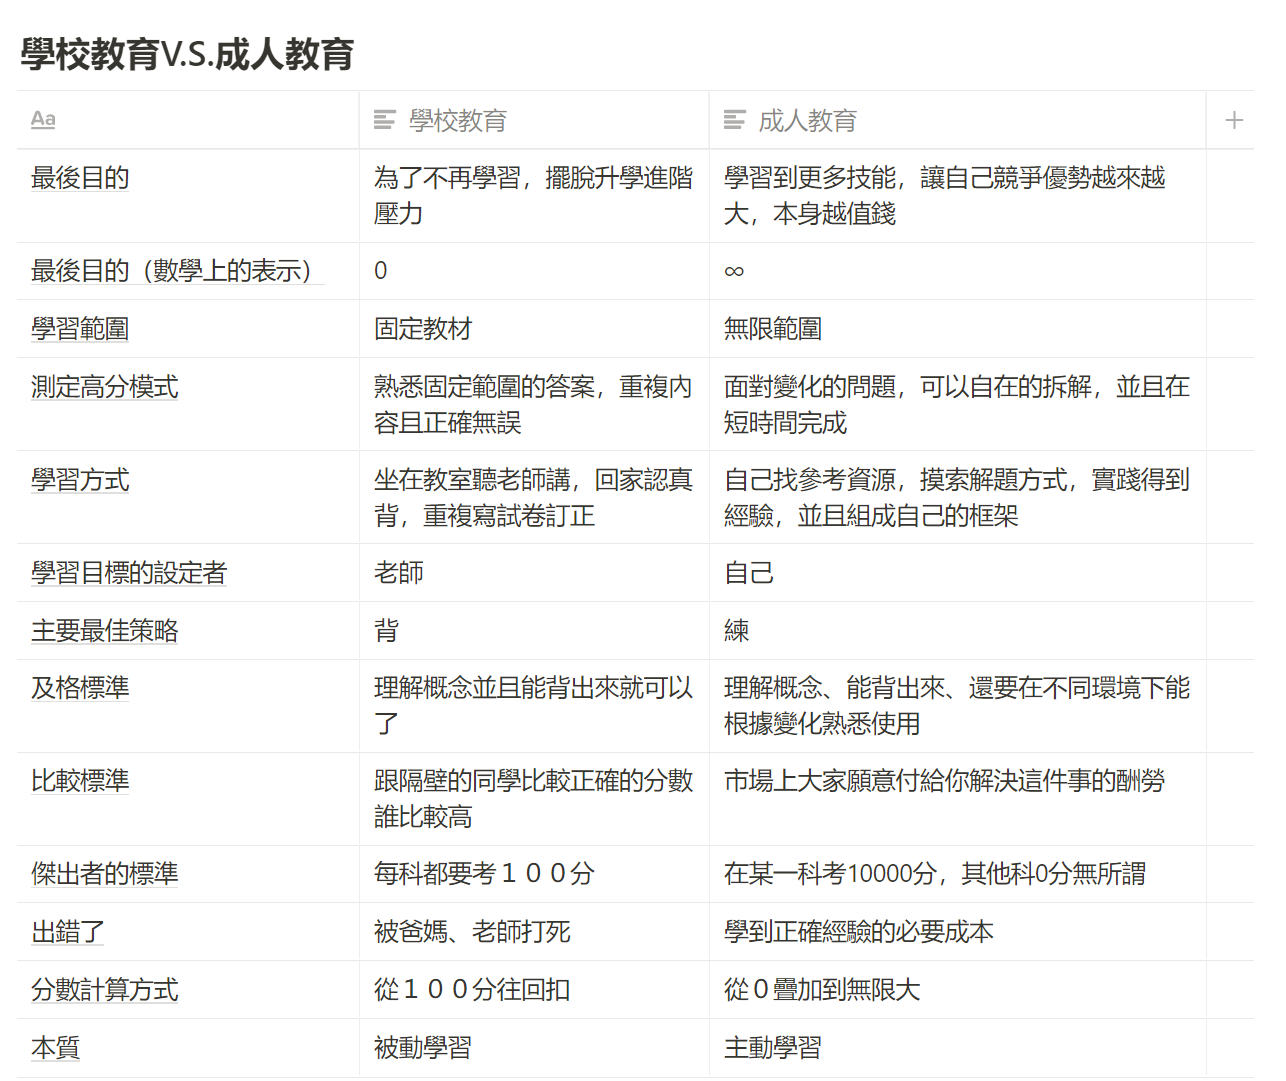 學校教育V.S.成人教育
Aa 學校教育 成人教育 +
最後目的 為了不再學習，擺脫升學進階 學習到更多技能，讓自己競爭優勢越來越
壓力 大，本身越值錢
最後目的（數學上的表示） 0 ∞
學習範圍 固定教材 無限範圍
測定高分模式 熟悉固定範圍的答案，重複內 面對變化的問題，可以自在的拆解，並且在
容且正確無誤 短時間完成
學習方式 坐在教室聽老師講，回家認真 自己找參考資源，摸索解題方式，實踐得到
背，重複寫試卷訂正 經驗，並且組成自己的框架
學習目標的設定者 老師 自己
主要最佳策略 背 練
及格標準 理解概念並且能背出來就可以 理解概念、能背出來、還要在不同環境下能
了 根據變化熟悉使用
比較標準 跟隔壁的同學比較正確的分數 市場上大家願意付給你解決這件事的酬勞
誰比較高
傑出者的標準 每科都要考１００分 在某一科考10000分，其他科0分無所謂
出錯了 被爸媽、老師打死 學到正確經驗的必要成本
分數計算方式 從１００分往回扣 從０疊加到無限大
本質 被動學習 主動學習